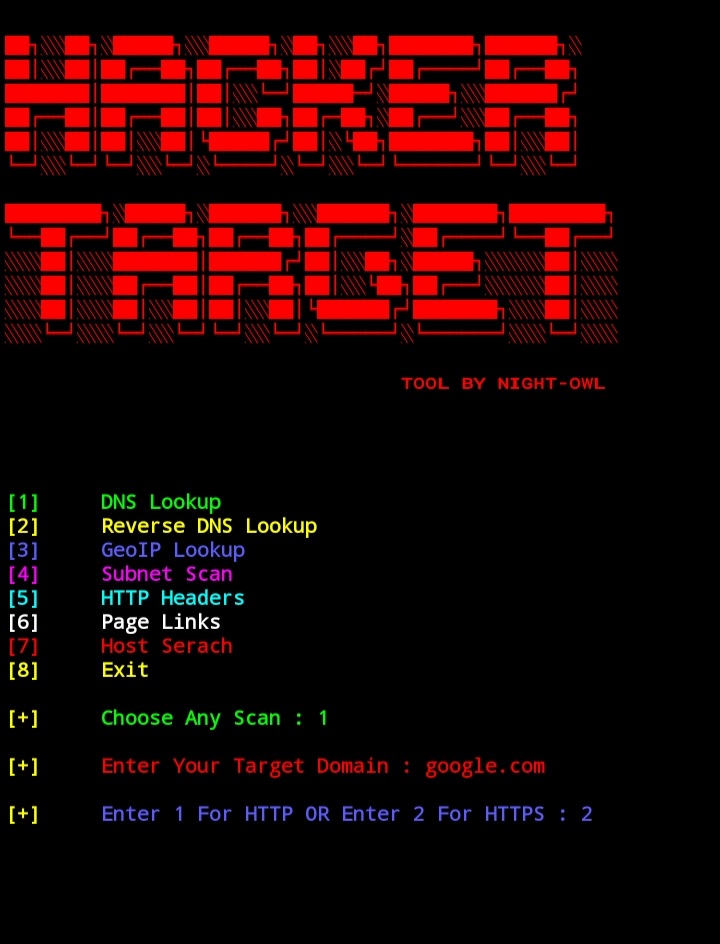 HACKER
TARGET
TOOL BY NIGHT-OWL
[1] DNS Lookup
[2] Reverse DNS Lookup
[3] GeoIP Lookup
[4] Subnet Scan
[5] HTTP Headers
[6] Page Links
[7] Host Serach
[8] Exit
[+] Choose Any Scan : 1
[+] Enter Your Target Domain : google.com
[+] Enter 1 For HTTP OR Enter 2 For HTTPS : 2